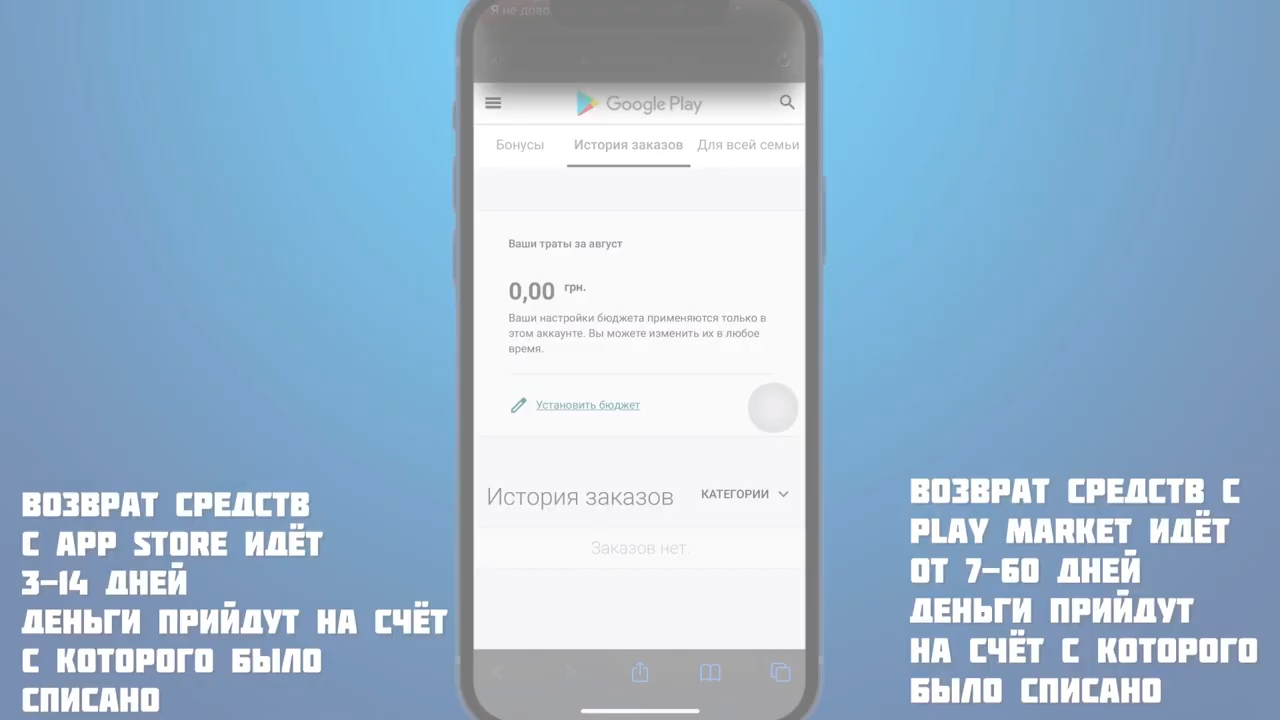 Я не дово
Google Play
Бонусы История заказов Для всей семьи
Ваши траты за август
0,00 грн.
Ваши настройки бюджета применяются только в
этом аккаунте. Вы можете изменить их в любое
время.
Установить бюджет
История заказов КАТЕГОРИИ
Заказов нет.
ВОЗВРАТ СРЕДСТВ
С APP STORE ИДЁТ
3-14 ДНЕЙ
ДЕНЬГИ ПРИЙДУТ НА СЧЁТ
С КОТОРОГО БЫЛО
СПИСАНО
ВОЗВРАТ СРЕДСТВ С
PLAY MARKET ИДЁТ
ОТ 7-60 ДНЕЙ
ДЕНЬГИ ПРИЙДУТ
НА СЧЁТ С КОТОРОГО
БЫЛО СПИСАНО